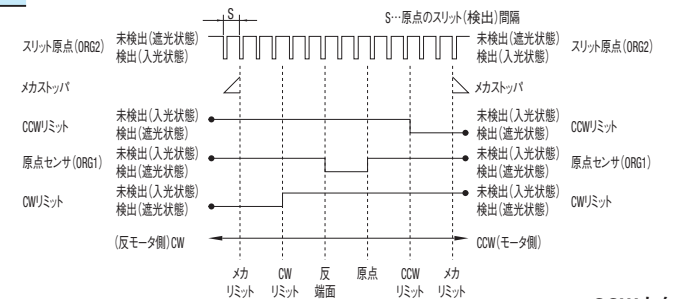 S
S…原点のスリット(検出)間隔
スリット原点(ORG2)
未検出(遮光状態)
検出(入光状態)
未検出(遮光状態)
検出(入光状態)
スリット原点(ORG2)
メカストッパ
メカストッパ
CCWリミット
未検出(入光状態)
検出(遮光状態)
未検出(入光状態)
検出(遮光状態)
CCWリミット
原点センサ(ORG1)
未検出(入光状態)
検出(遮光状態)
未検出(入光状態)
検出(遮光状態)
原点センサ(ORG1)
CWリミット
未検出(入光状態)
検出(遮光状態)
未検出(入光状態)
検出(遮光状態)
CWリミット
(反モータ側)CW
CCW(モータ側)
メカ
リミット
CW
リミット
反
端面
原点
CCW
リミット
メカ
リミット